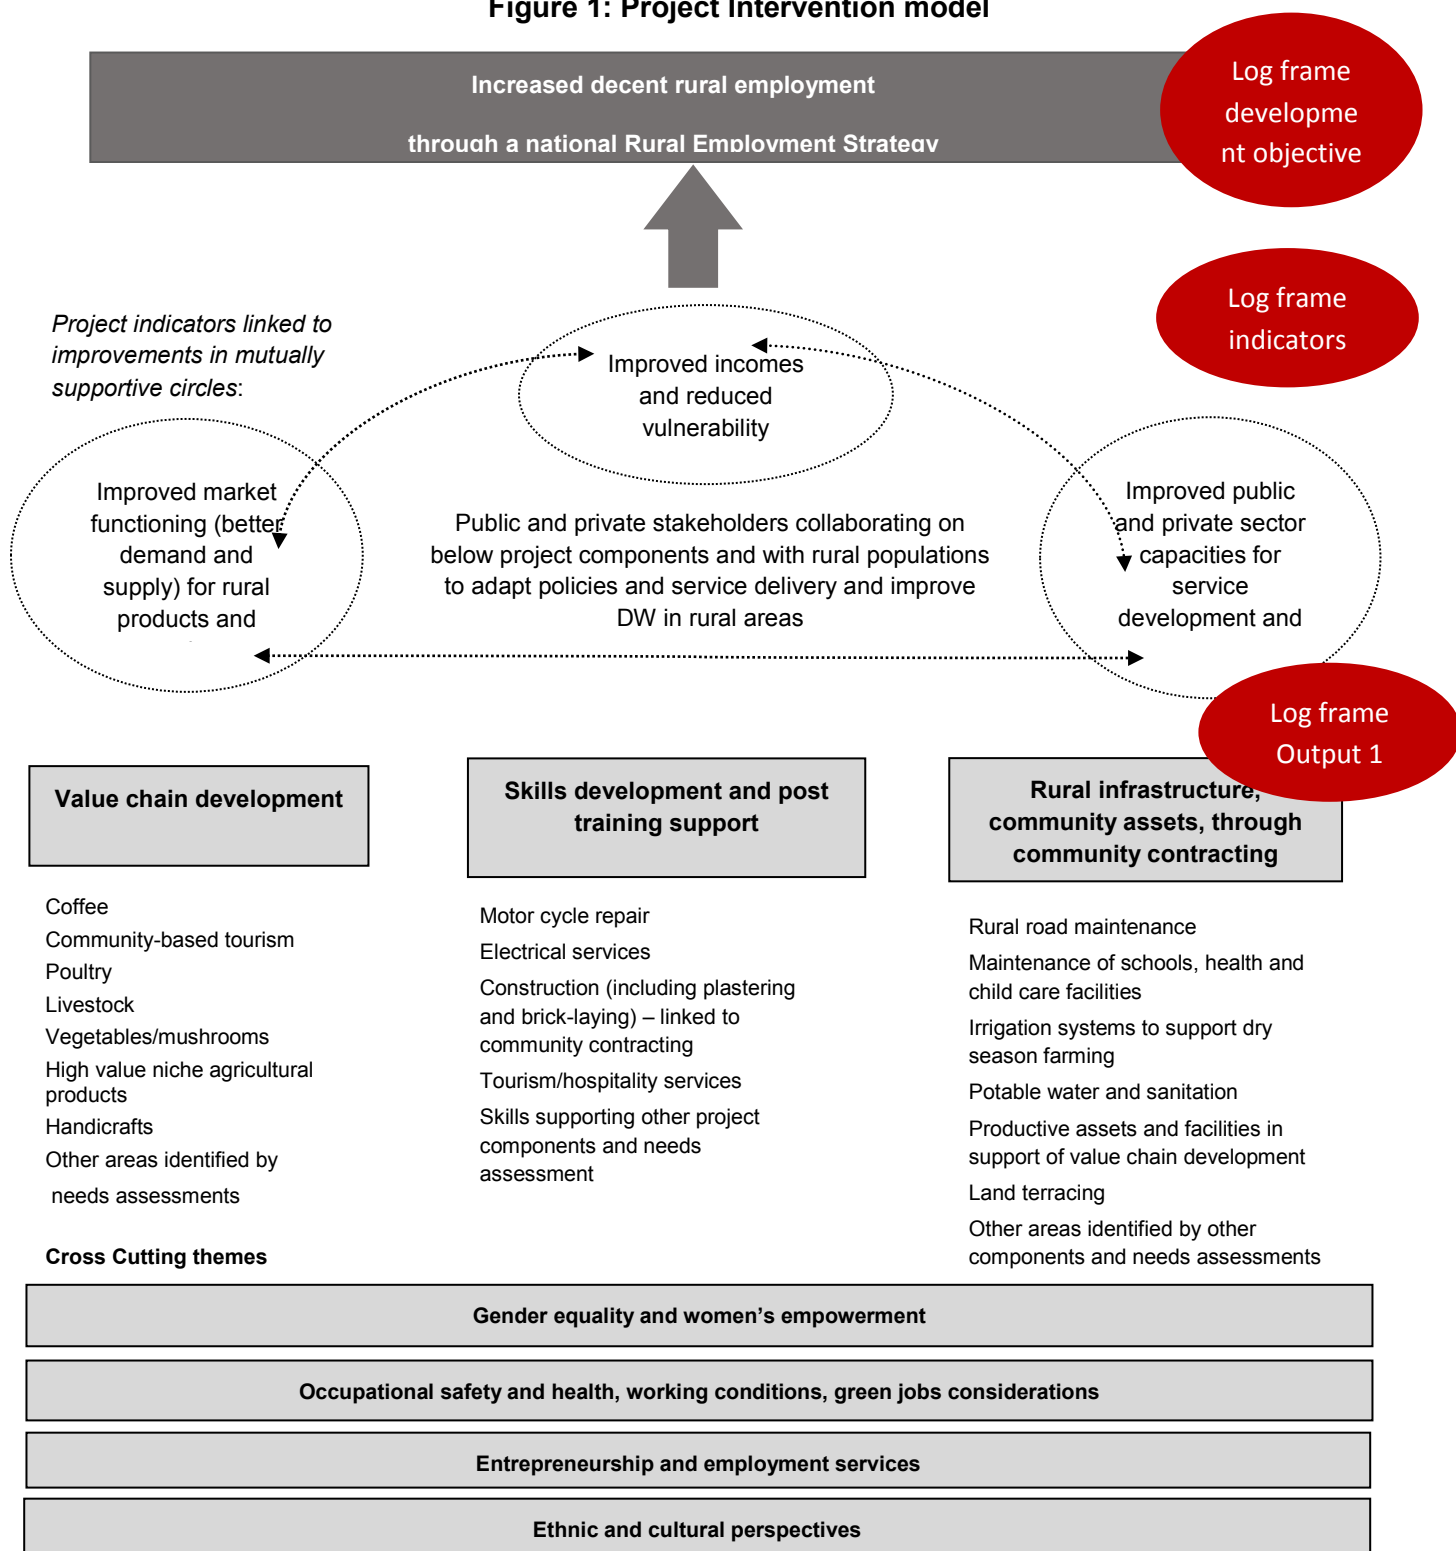 Figure 1: Project Intervention model
Increased decent rural employment
through a national Rural Employment Strategy
Log frame
developme
nt objective
Log frame
indicators
Project indicators linked to
improvements in mutually
supportive circles:
Improved incomes
and reduced
vulnerability
Improved market
functioning (better
demand and
supply) for rural
products and
Public and private stakeholders collaborating on
below project components and with rural populations
to adapt policies and service delivery and improve
DW in rural areas
Improved public
and private sector
capacities for
service
development and
Log frame
Output 1
Value chain development
Skills development and post
training support
Rural infrastructure,
community assets, through
community contracting
Coffee
Community-based tourism
Poultry
Livestock
Vegetables/mushrooms
High value niche agricultural
products
Handicrafts
Other areas identified by
needs assessments
Motor cycle repair
Electrical services
Construction (including plastering
and brick-laying) – linked to
community contracting
Tourism/hospitality services
Skills supporting other project
components and needs
assessment
Rural road maintenance
Maintenance of schools, health and
child care facilities
Irrigation systems to support dry
season farming
Potable water and sanitation
Productive assets and facilities in
support of value chain development
Land terracing
Other areas identified by other
components and needs assessments
Cross Cutting themes
Gender equality and women's empowerment
Occupational safety and health, working conditions, green jobs considerations
Entrepreneurship and employment services
Ethnic and cultural perspectives